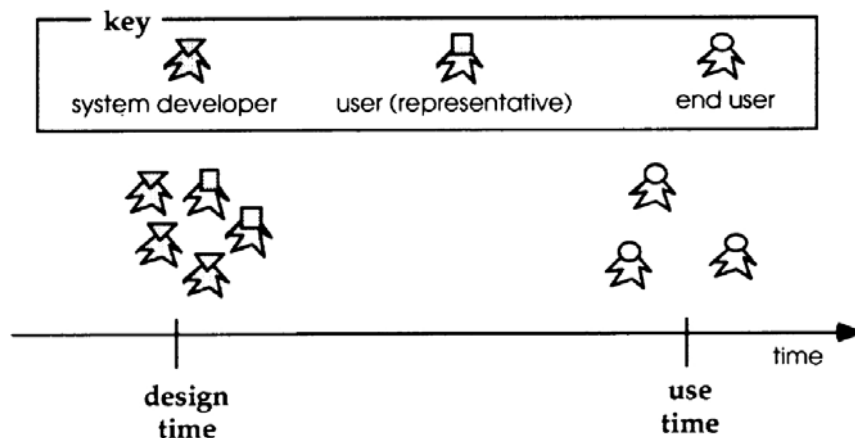 key
system developer
user (representative)
end user
time
design
time
use
time